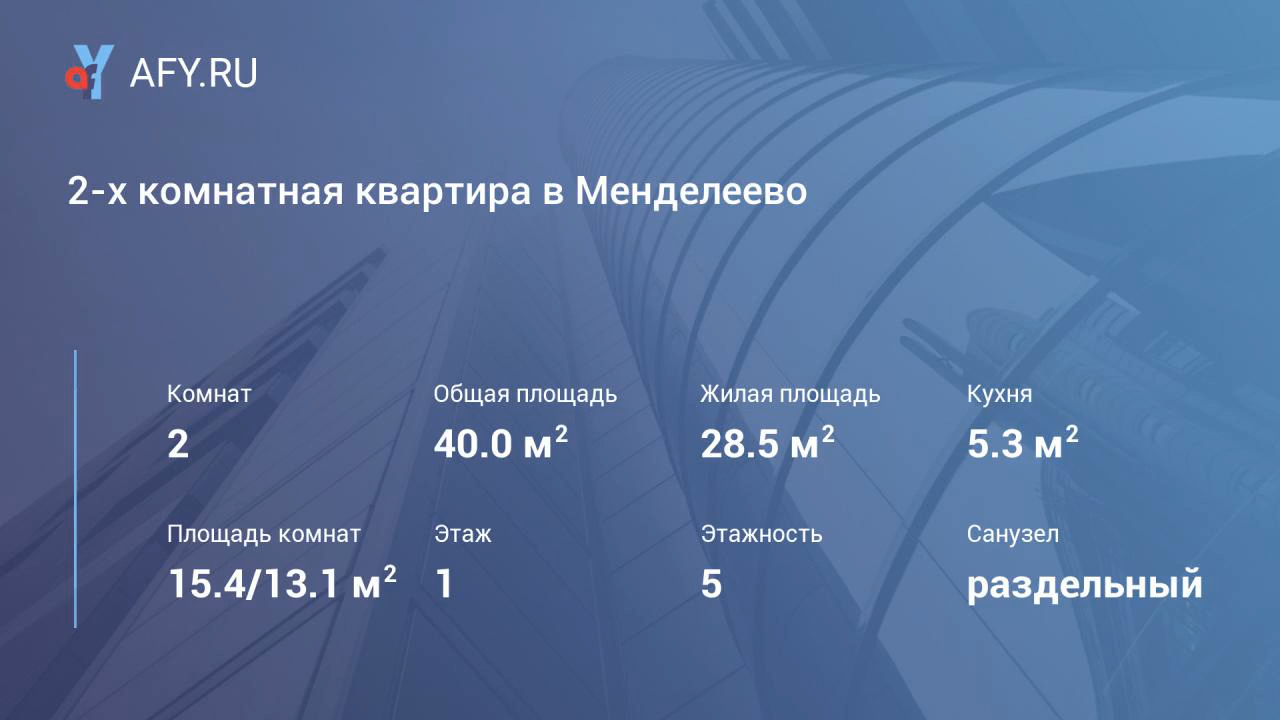 ayf AFY.RU
2-х комнатная квартира в Менделеево
Комнат Общая площадь Жилая площадь Кухня
2 40.0 м² 28.5 м² 5.3 м²
Площадь комнат Этаж Этажность Санузел
15.4/13.1 м² 1 5 раздельный